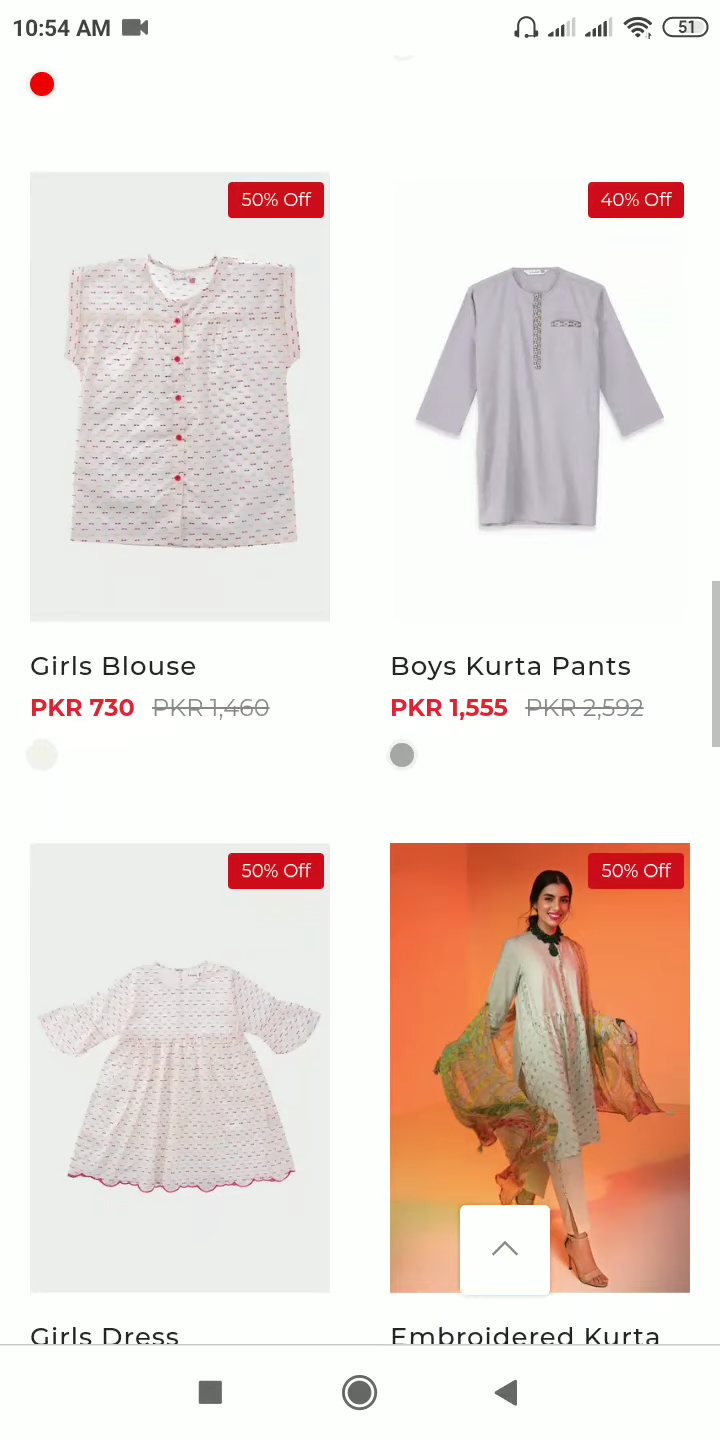 10:54 AM
51
50% Off
40% Off
Girls Blouse
PKR 730 PKR 1,460
Boys Kurta Pants
PKR 1,555 PKR 2,592
50% Off
50% Off
Girls Dress
Embroidered Kurta